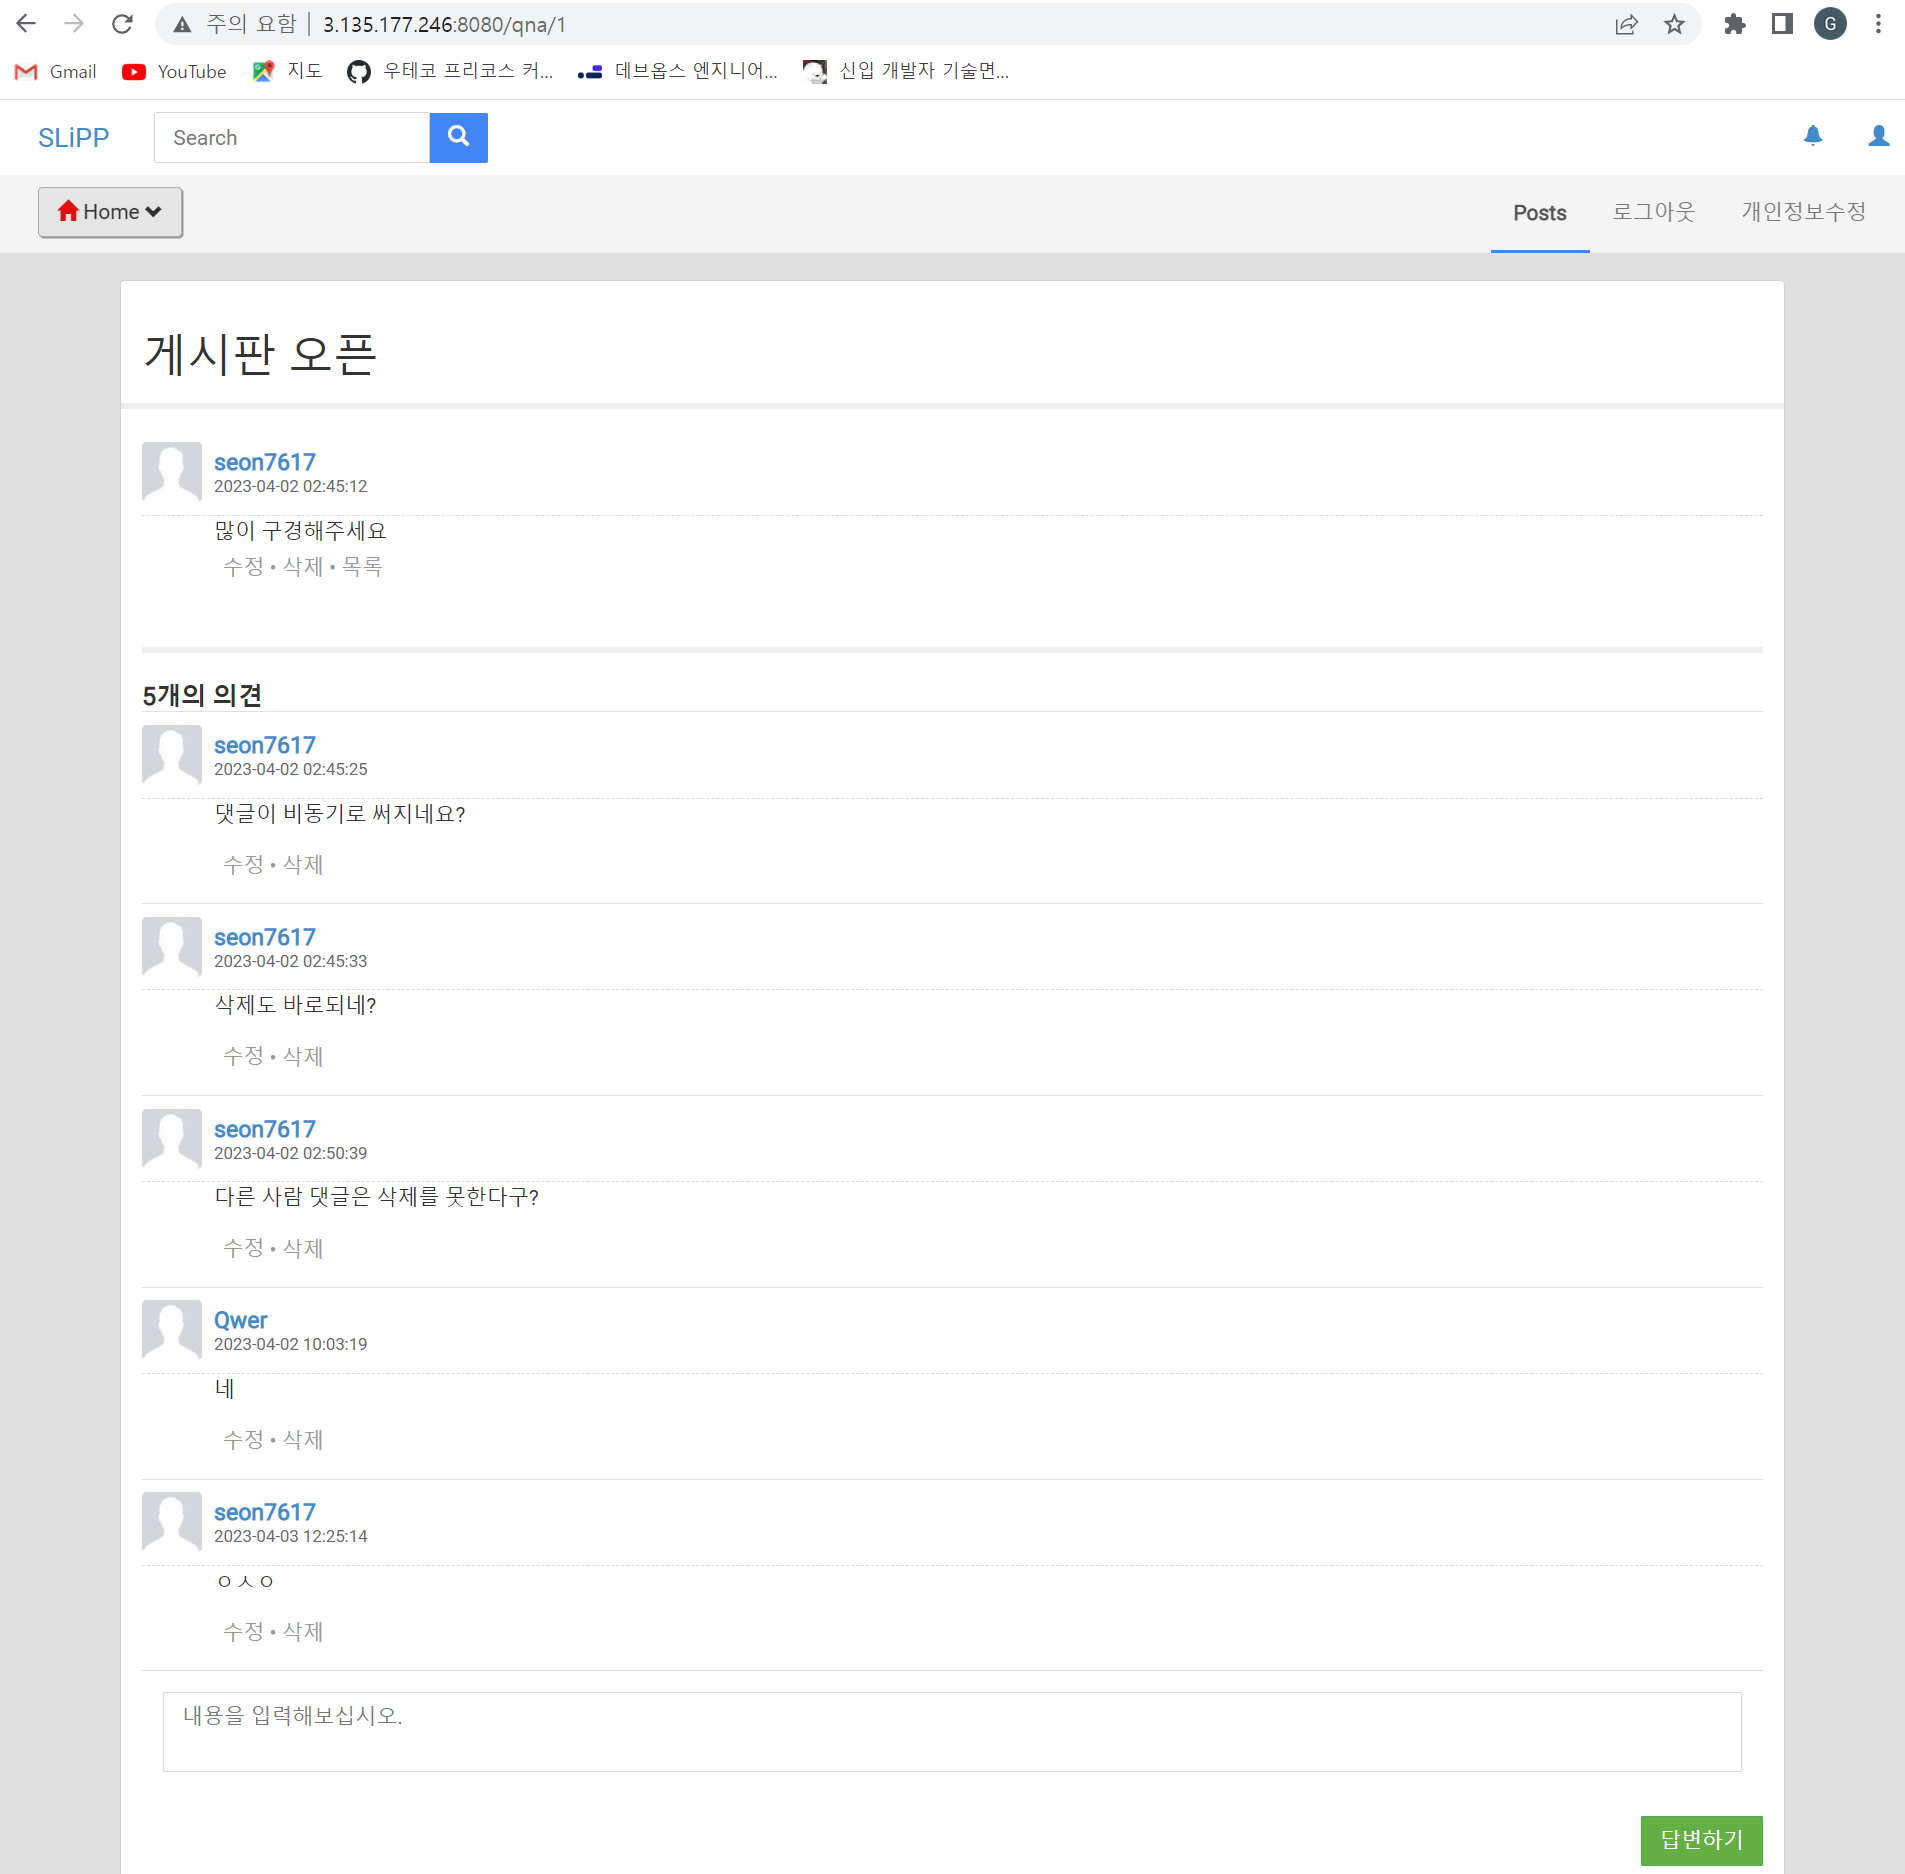 주의 요함 | 3.135.177.246:8080/qna/1
G
Gmail YouTube 지도 우테코 프리코스 커... 데브옵스 엔지니어... 신입 개발자 기술면...
SLiPP Search
Home Posts 로그아웃 개인정보수정
게시판 오픈
seon7617
2023-04-02 02:45:12
많이 구경해주세요
수정 • 삭제 • 목록
5개의 의견
seon7617
2023-04-02 02:45:25
댓글이 비동기로 써지네요?
수정 • 삭제
seon7617
2023-04-02 02:45:33
삭제도 바로되네?
수정 • 삭제
seon7617
2023-04-02 02:50:39
다른 사람 댓글은 삭제를 못한다구?
수정 • 삭제
Qwer
2023-04-02 10:03:19
네
수정 • 삭제
seon7617
2023-04-03 12:25:14
ㅇㅅㅇ
수정 • 삭제
내용을 입력해보십시오.
답변하기